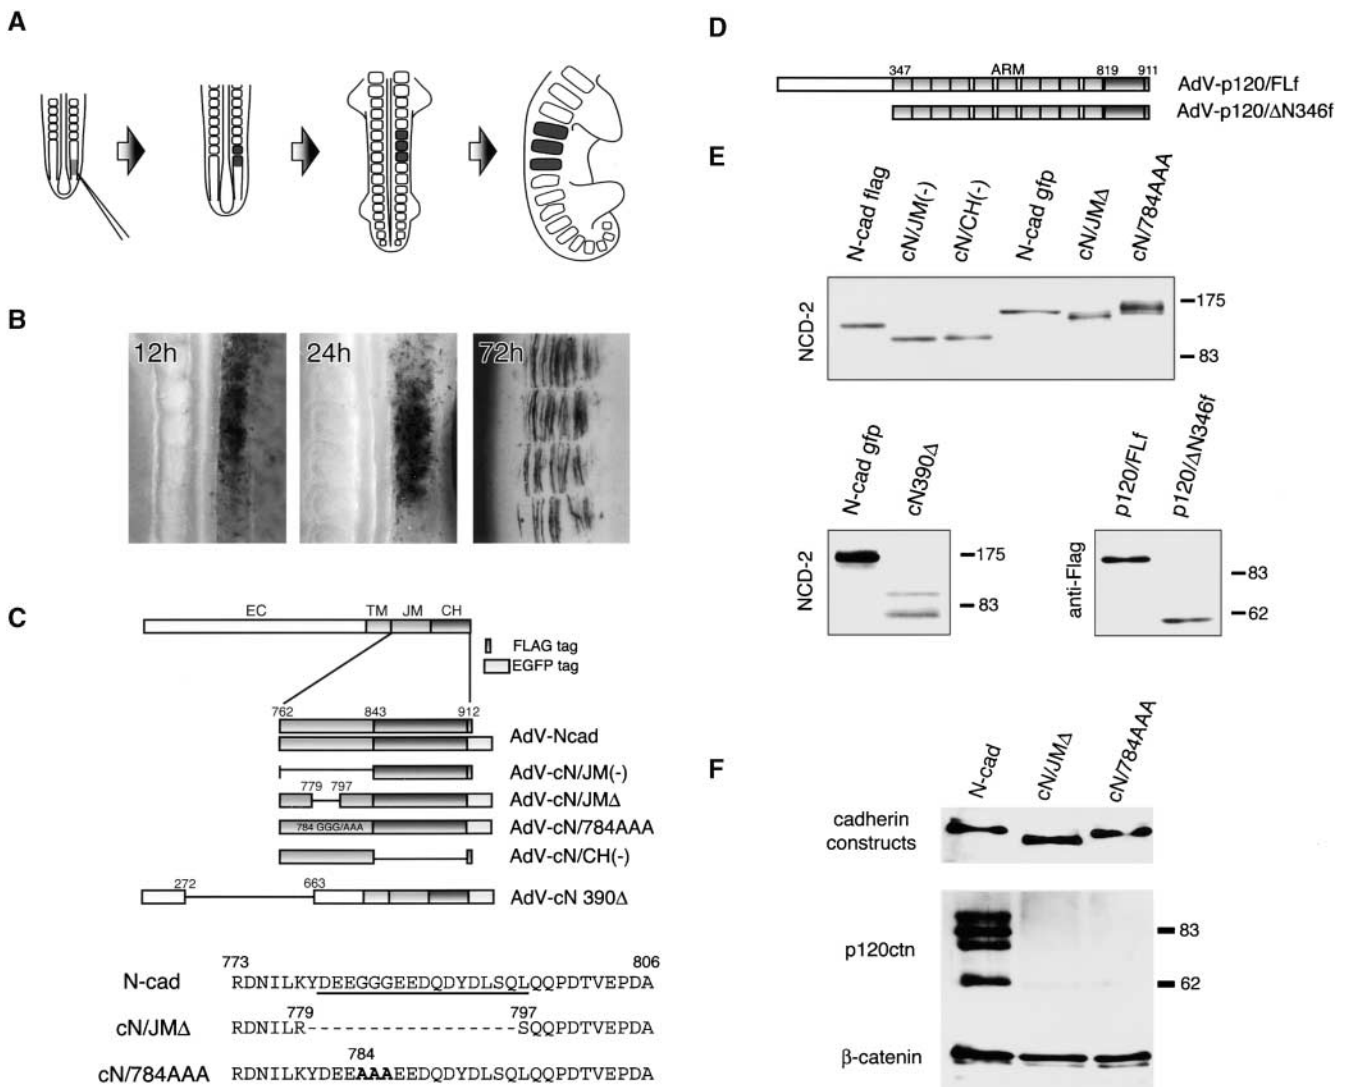 A
B
12h
24h
72h
C
EC TM JM CH
FLAG tag
EGFP tag
762 843 912
AdV-Ncad
AdV-cN/JM(-)
779 797
AdV-cN/JMΔ
784 GGG/AAA
AdV-cN/784AAA
AdV-cN/CH(-)
272 663
AdV-cN 390Δ
773 806
N-cad RDNILKYDEEGGGEEDQDYDLSQLQQPDTVEPDA
779 797
cN/JMΔ RDNILR-----------------SQQPDTVEPDA
784
cN/784AAA RDNILKYDEEAAAEEDQDYDLSQLQQPDTVEPDA
D
347 ARM 819 911
AdV-p120/FLf
AdV-p120/ΔN346f
E
N-cad flag
cN/JM(-)
cN/CH(-)
N-cad gfp
cN/JMΔ
cN/784AAA
NCD-2
175
83
N-cad gfp
cN390Δ
NCD-2
175
83
p120/FLf
p120/ΔN346f
anti-Flag
83
62
F
N-cad
cN/JMΔ
cN/784AAA
cadherin
constructs
p120ctn
83
62
β-catenin